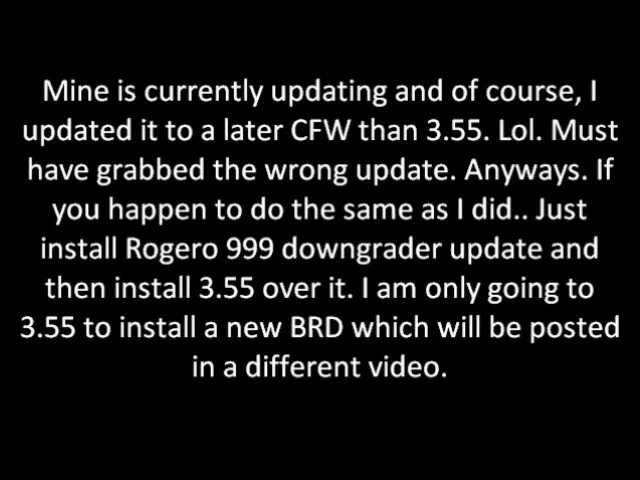 Mine is currently updating and of course, I
updated it to a later CFW than 3.55. Lol. Must
have grabbed the wrong update. Anyways. If
you happen to do the same as I did.. Just
install Rogero 999 downgrader update and
then install 3.55 over it. I am only going to
3.55 to install a new BRD which will be posted
in a different video.